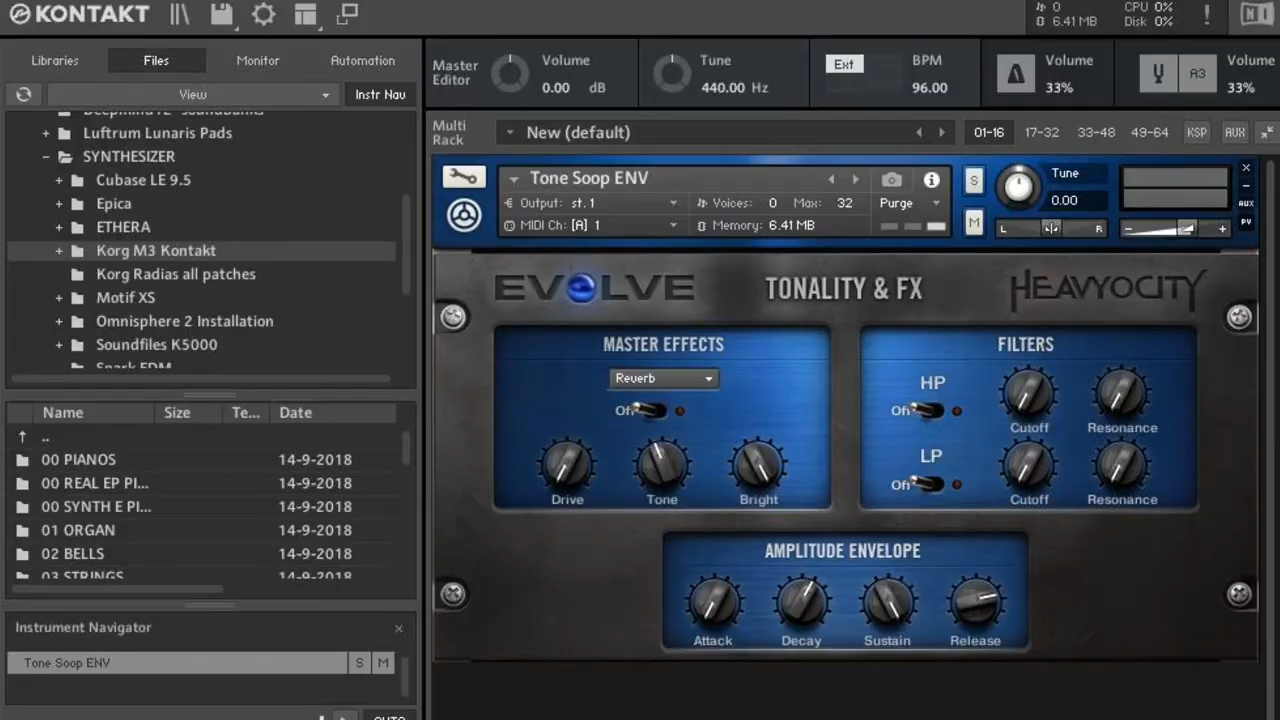 KONTAKT
0
6.41 MB
CPU 0%
Disk 0%
!
Libraries
Files
Monitor
Automation
View
Instr Nav
Luftrum Lunaris Pads
SYNTHESIZER
Cubase LE 9.5
Epica
ETHERA
Korg M3 Kontakt
Korg Radias all patches
Motif XS
Omnisphere 2 Installation
Soundfiles K5000
Spark EDM
Name Size Te... Date
..
00 PIANOS 14-9-2018
00 REAL EP PI... 14-9-2018
00 SYNTH E PI... 14-9-2018
01 ORGAN 14-9-2018
02 BELLS 14-9-2018
03 STRINGS 14-9-2018
Instrument Navigator
Tone Soop ENV S M
AUTO
Master Editor
Volume
0.00 dB
Tune
440.00 Hz
Ext
BPM
96.00
Volume
33%
A3
Volume
33%
Multi Rack
New (default)
01-16 17-32 33-48 49-64 KSP AUX
Tone Soop ENV
Output: st. 1
Voices: 0 Max: 32
Purge
MIDI Ch: [A] 1
Memory: 6.41 MB
S
M
Tune
0.00
L R
- +
AUX
PV
EVOLVE
TONALITY & FX
HEAVYOCITY
MASTER EFFECTS
Reverb
Off
Drive Tone Bright
FILTERS
HP
Off
Cutoff Resonance
LP
Off
Cutoff Resonance
AMPLITUDE ENVELOPE
Attack Decay Sustain Release